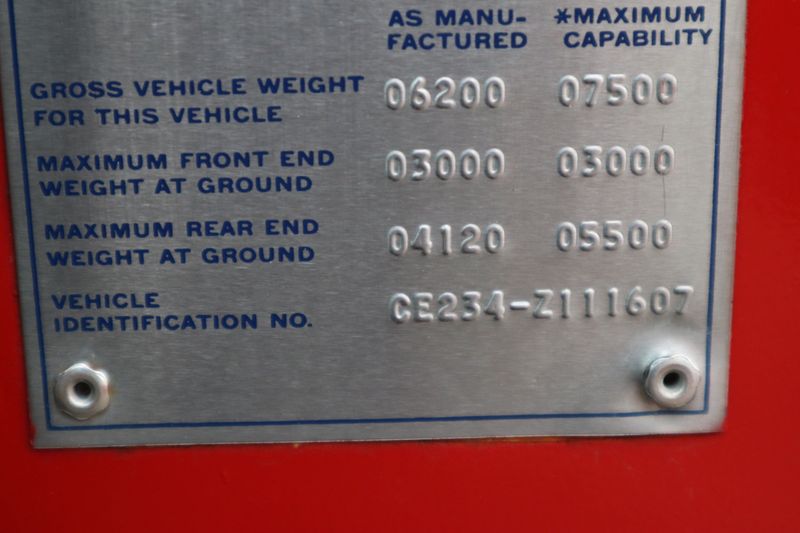 AS MANU- *MAXIMUM
FACTURED CAPABILITY
GROSS VEHICLE WEIGHT 06200 07500
FOR THIS VEHICLE
MAXIMUM FRONT END 03000 03000
WEIGHT AT GROUND
MAXIMUM REAR END 04120 05500
WEIGHT AT GROUND
VEHICLE CE234-Z111607
IDENTIFICATION NO.